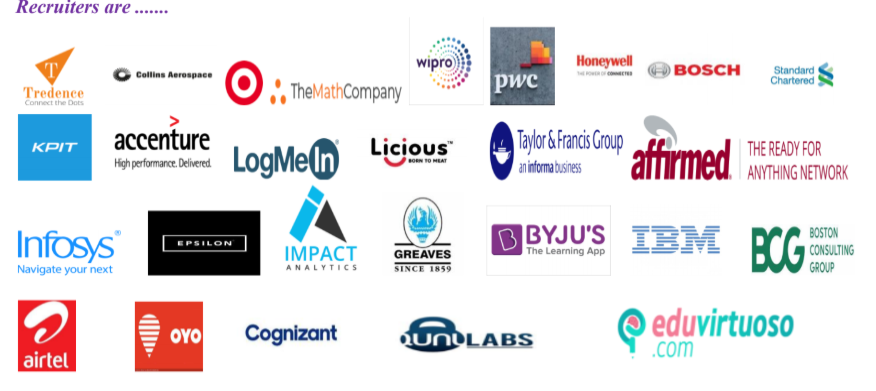 Recruiters are .......
T
Tredence
Connect the Dots
Collins Aerospace
TheMathCompany
wipro
pwc
Honeywell
THE POWER OF CONNECTED
BOSCH
Standard
Chartered
KPIT
accenture
High performance. Delivered.
LogMeIn
Licious™
BORN TO MEAT
Taylor & Francis Group
an informa business
affirmed
THE READY FOR
ANYTHING NETWORK
Infosys®
Navigate your next
EPSILON
IMPACT
ANALYTICS
GREAVES
SINCE 1859
B BYJU'S
The Learning App
IBM
BCG
BOSTON
CONSULTING
GROUP
airtel
OYO
Cognizant
LABS
eduvirtuoso
.com